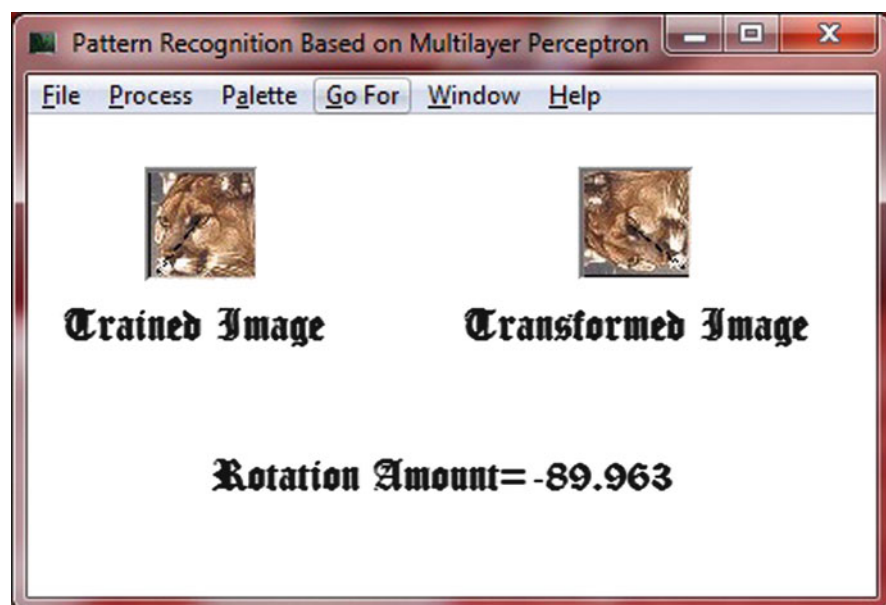 Pattern Recognition Based on Multilayer Perceptron
File Process Palette Go For Window Help
Trained Image Transformed Image
Rotation Amount= -89.963